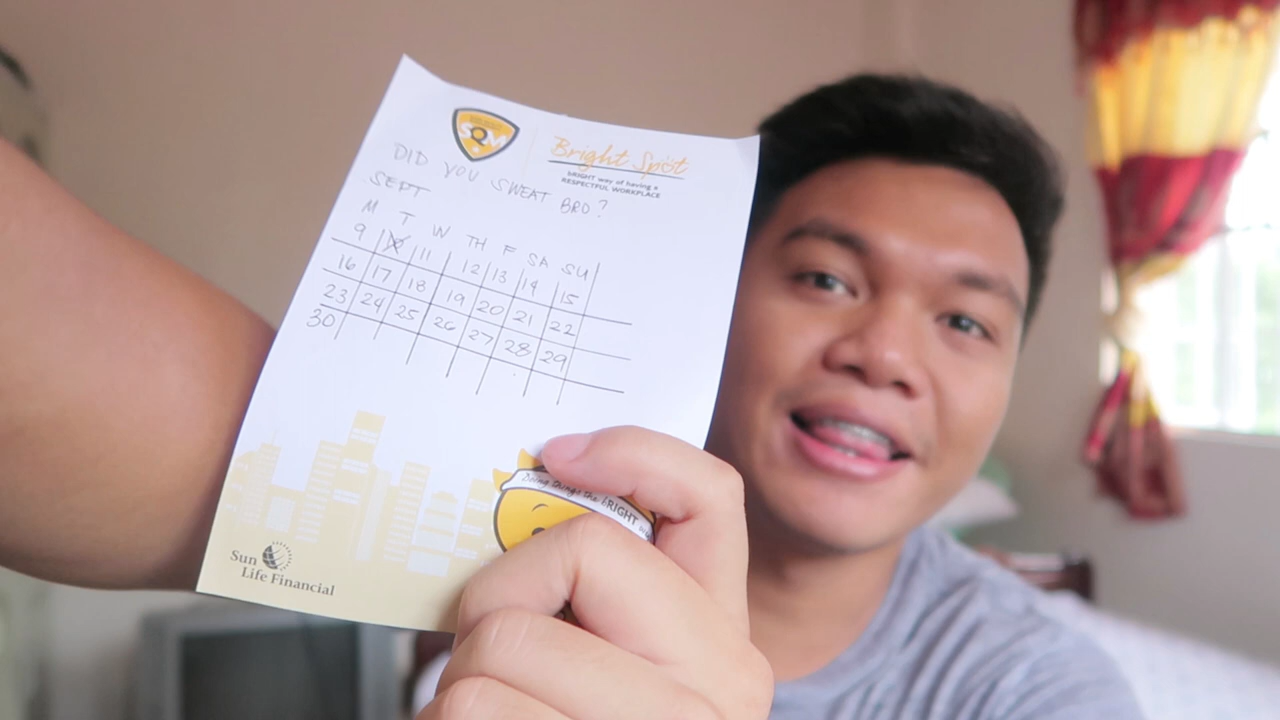 SQM
Bright Spot
bRIGHT way of having a
RESPECTFUL WORKPLACE
DID YOU SWEAT BRO?
SEPT
M T W TH F SA SU
9 10 11 12 13 14 15
16 17 18 19 20 21 22
23 24 25 26 27 28 29
30
Doing things the bRIGHT
Sun
Life Financial